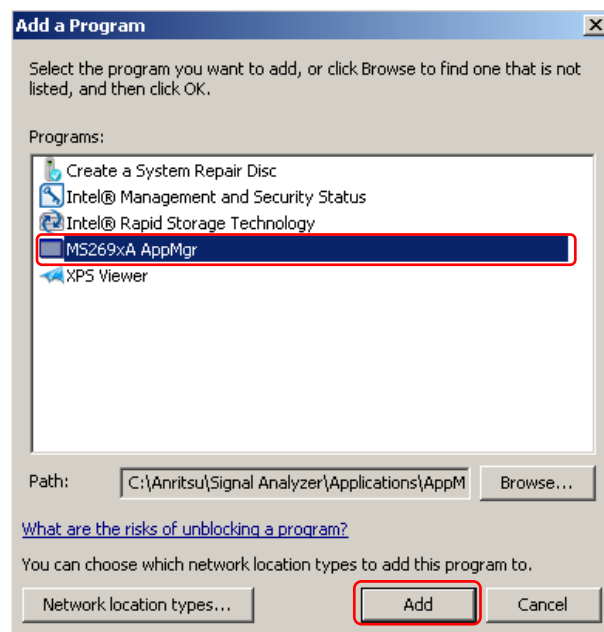 Add a Program
Select the program you want to add, or click Browse to find one that is not
listed, and then click OK.
Programs:
Create a System Repair Disc
Intel® Management and Security Status
Intel® Rapid Storage Technology
MS269xA AppMgr
XPS Viewer
Path: C:\Anritsu\Signal Analyzer\Applications\AppM Browse...
What are the risks of unblocking a program?
You can choose which network location types to add this program to.
Network location types... Add Cancel